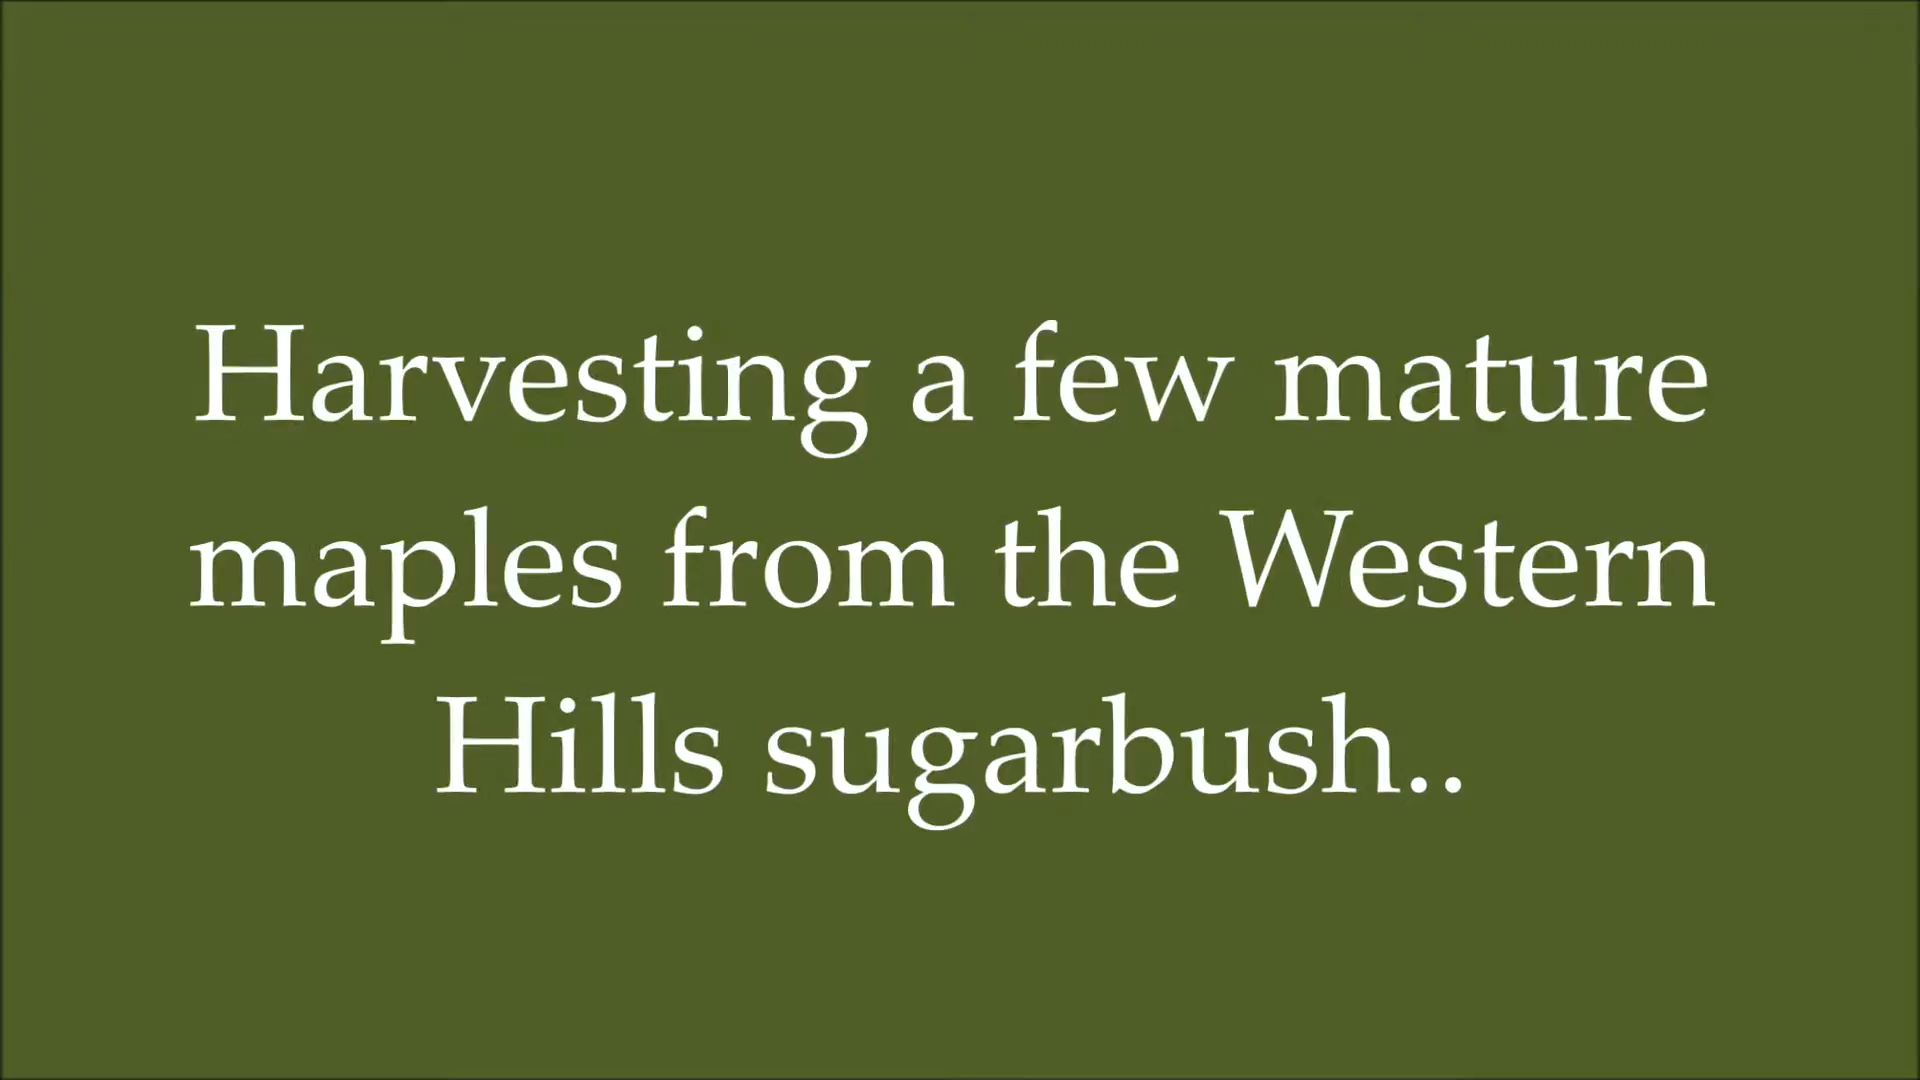 Harvesting a few mature
maples from the Western
Hills sugarbush..